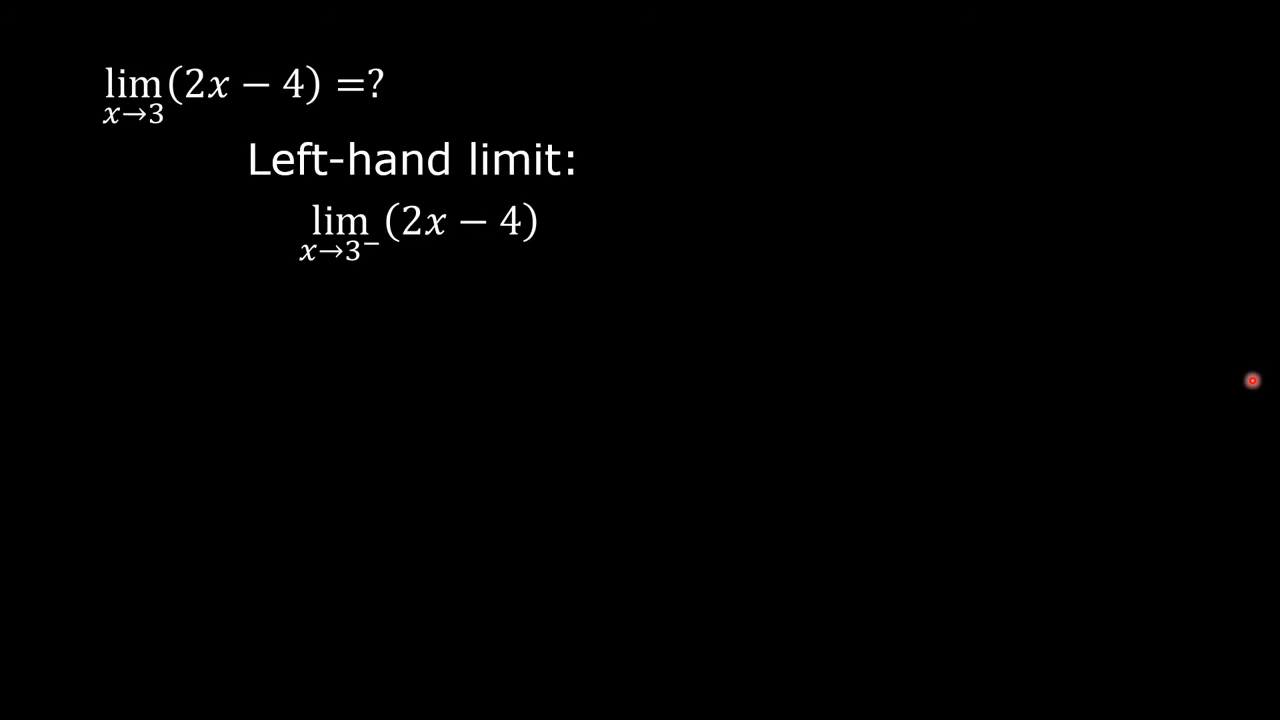 lim(2x − 4) =?
x→3
Left-hand limit:
lim (2x − 4)
x→3⁻